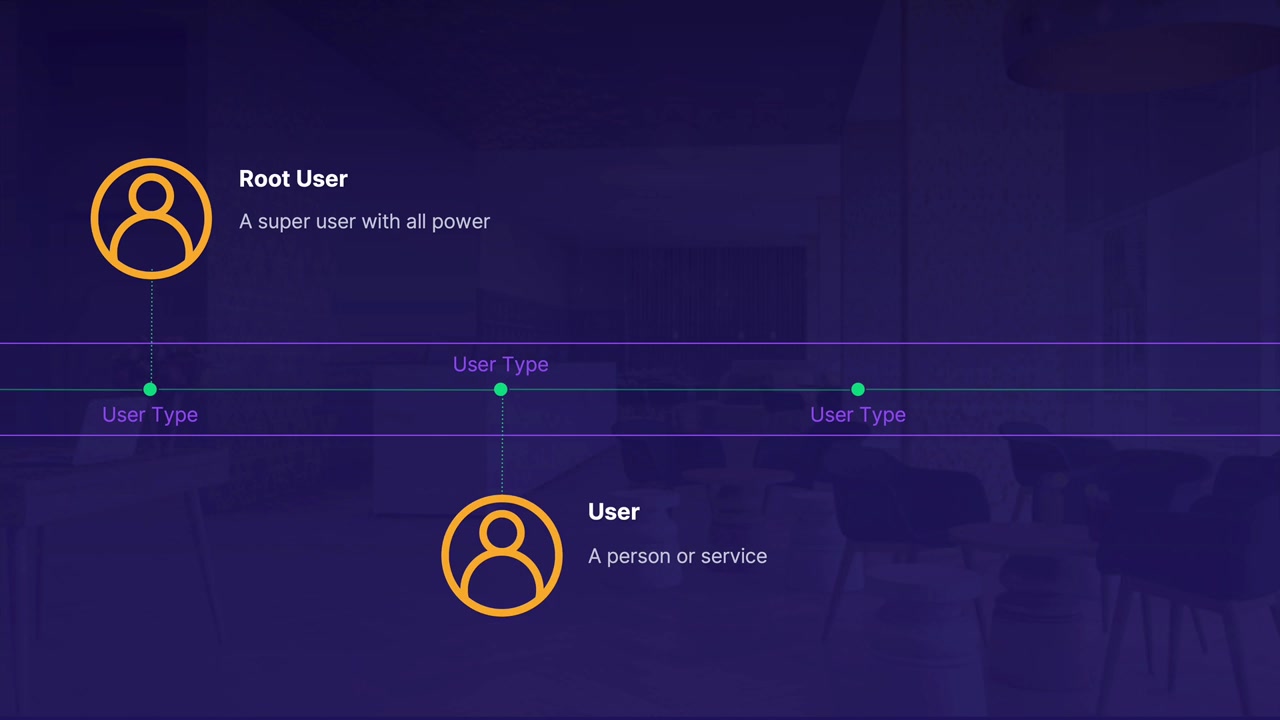 Root User
A super user with all power
User Type
User Type
User Type
User
A person or service